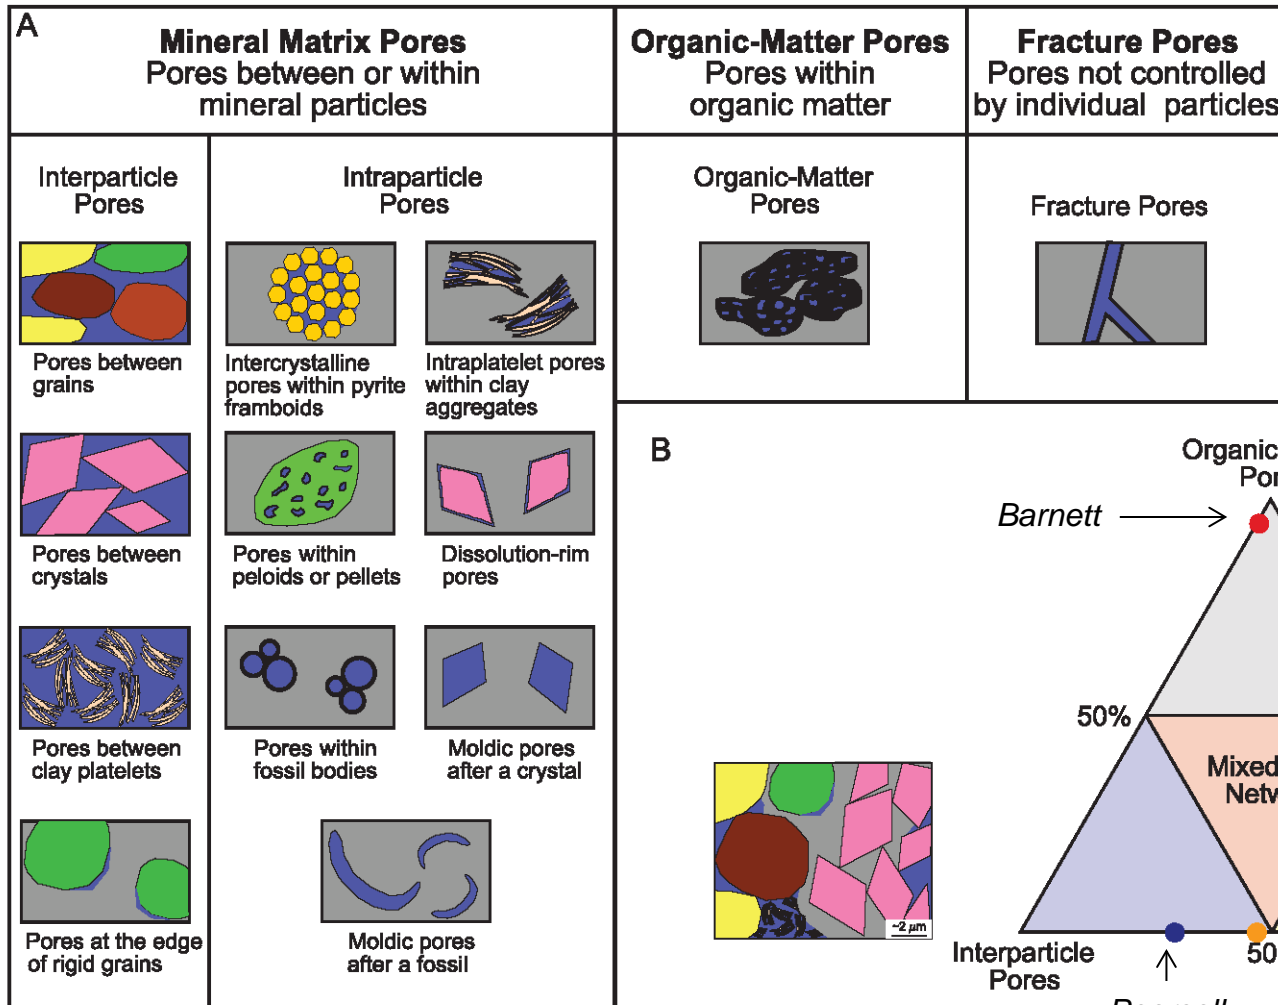 A
Mineral Matrix Pores
Pores between or within
mineral particles
Organic-Matter Pores
Pores within
organic matter
Fracture Pores
Pores not controlled
by individual particles
Interparticle
Pores
Intraparticle
Pores
Organic-Matter
Pores
Fracture Pores
Pores between
grains
Intercrystalline
pores within pyrite
framboids
Intraplatelet pores
within clay
aggregates
Pores between
crystals
Pores within
peloids or pellets
Dissolution-rim
pores
Pores between
clay platelets
Pores within
fossil bodies
Moldic pores
after a crystal
Pores at the edge
of rigid grains
Moldic pores
after a fossil
B
Organic
Por
Barnett
50%
Mixed
Netw
~2 μm
Interparticle
Pores
50